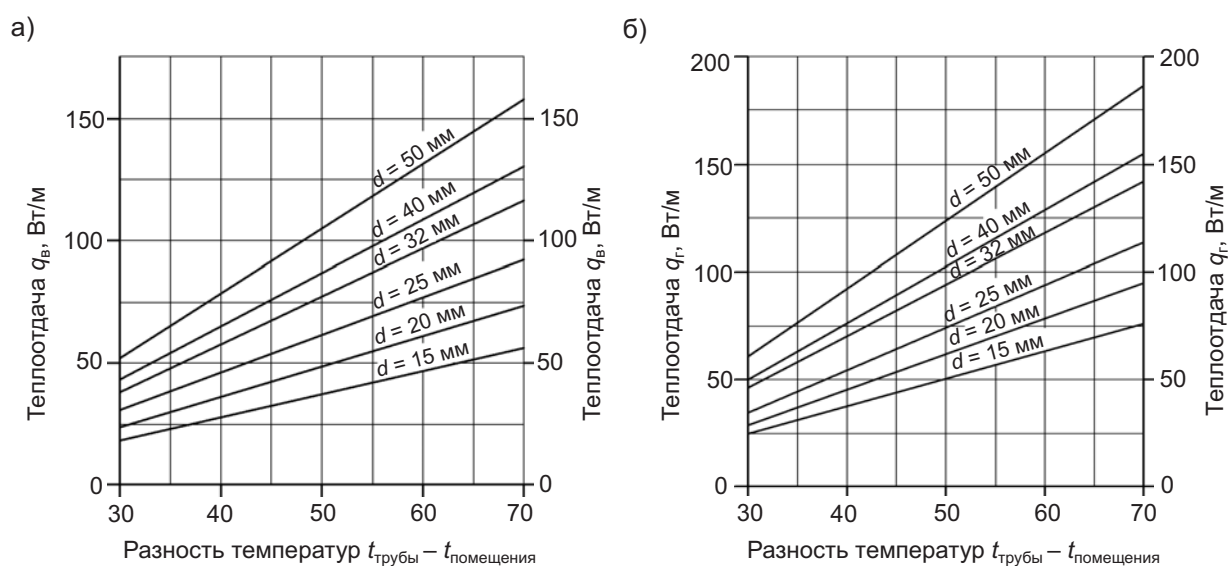 а)
Теплоотдача qв, Вт/м
150
100
50
0
d = 50 мм
d = 40 мм
d = 32 мм
d = 25 мм
d = 20 мм
d = 15 мм
150
100
50
0
Теплоотдача qв, Вт/м
30 40 50 60 70
Разность температур tтрубы – tпомещения
б)
Теплоотдача qг, Вт/м
200
150
100
50
0
d = 50 мм
d = 40 мм
d = 32 мм
d = 25 мм
d = 20 мм
d = 15 мм
200
150
100
50
0
Теплоотдача qг, Вт/м
30 40 50 60 70
Разность температур tтрубы – tпомещения